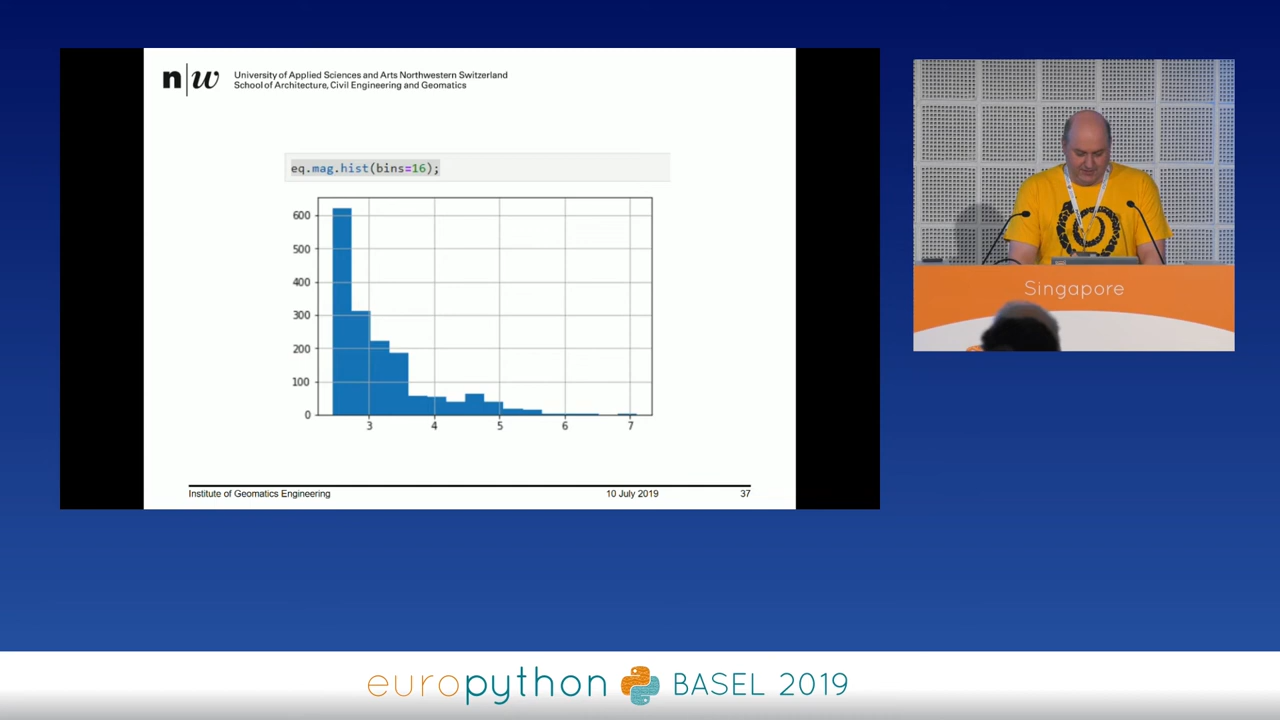 n|w
University of Applied Sciences and Arts Northwestern Switzerland
School of Architecture, Civil Engineering and Geomatics
eq.mag.hist(bins=16);
600
500
400
300
200
100
0
3 4 5 6 7
Institute of Geomatics Engineering 10 July 2019 37
Singapore
europython BASEL 2019